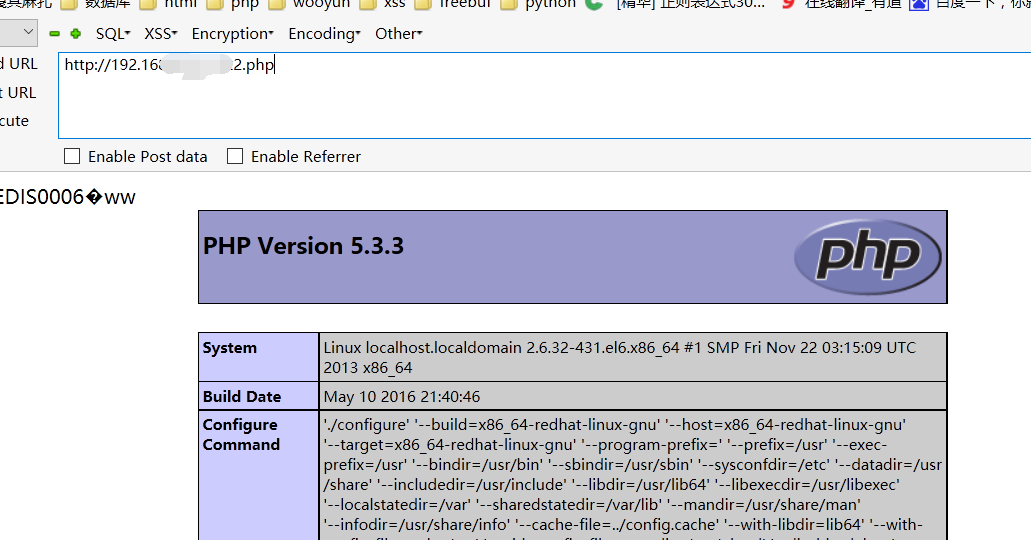 数据库 html php wooyun xss freebuf python [精华] 正则表达式30... 在线翻译_有道 百度一下，你
SQL XSS Encryption Encoding Other
d URL http://192.16 2.php
t URL
cute
Enable Post data Enable Referrer
EDIS0006�ww
PHP Version 5.3.3
php
System Linux localhost.localdomain 2.6.32-431.el6.x86_64 #1 SMP Fri Nov 22 03:15:09 UTC
2013 x86_64
Build Date May 10 2016 21:40:46
Configure './configure' '--build=x86_64-redhat-linux-gnu' '--host=x86_64-redhat-linux-gnu'
Command '--target=x86_64-redhat-linux-gnu' '--program-prefix=' '--prefix=/usr' '--exec-
prefix=/usr' '--bindir=/usr/bin' '--sbindir=/usr/sbin' '--sysconfdir=/etc' '--datadir=/usr
/share' '--includedir=/usr/include' '--libdir=/usr/lib64' '--libexecdir=/usr/libexec'
'--localstatedir=/var' '--sharedstatedir=/var/lib' '--mandir=/usr/share/man'
'--infodir=/usr/share/info' '--cache-file=../config.cache' '--with-libdir=lib64' '--with-